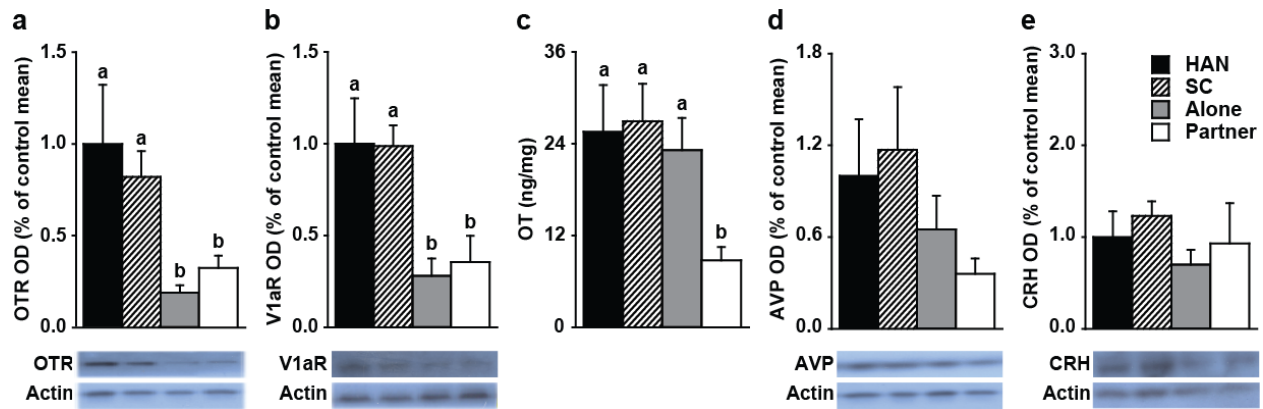 a
OTR OD (% of control mean)
1.5
1.0
0.5
0.0
a
a
b
b
OTR
Actin
b
V1aR OD (% of control mean)
1.5
1.0
0.5
0.0
a
a
b
b
V1aR
Actin
c
OT (ng/mg)
36
24
12
0
a
a
a
b
d
AVP OD (% of control mean)
1.8
1.2
0.6
0.0
AVP
Actin
e
CRH OD (% of control mean)
3.0
2.0
1.0
0.0
HAN
SC
Alone
Partner
CRH
Actin